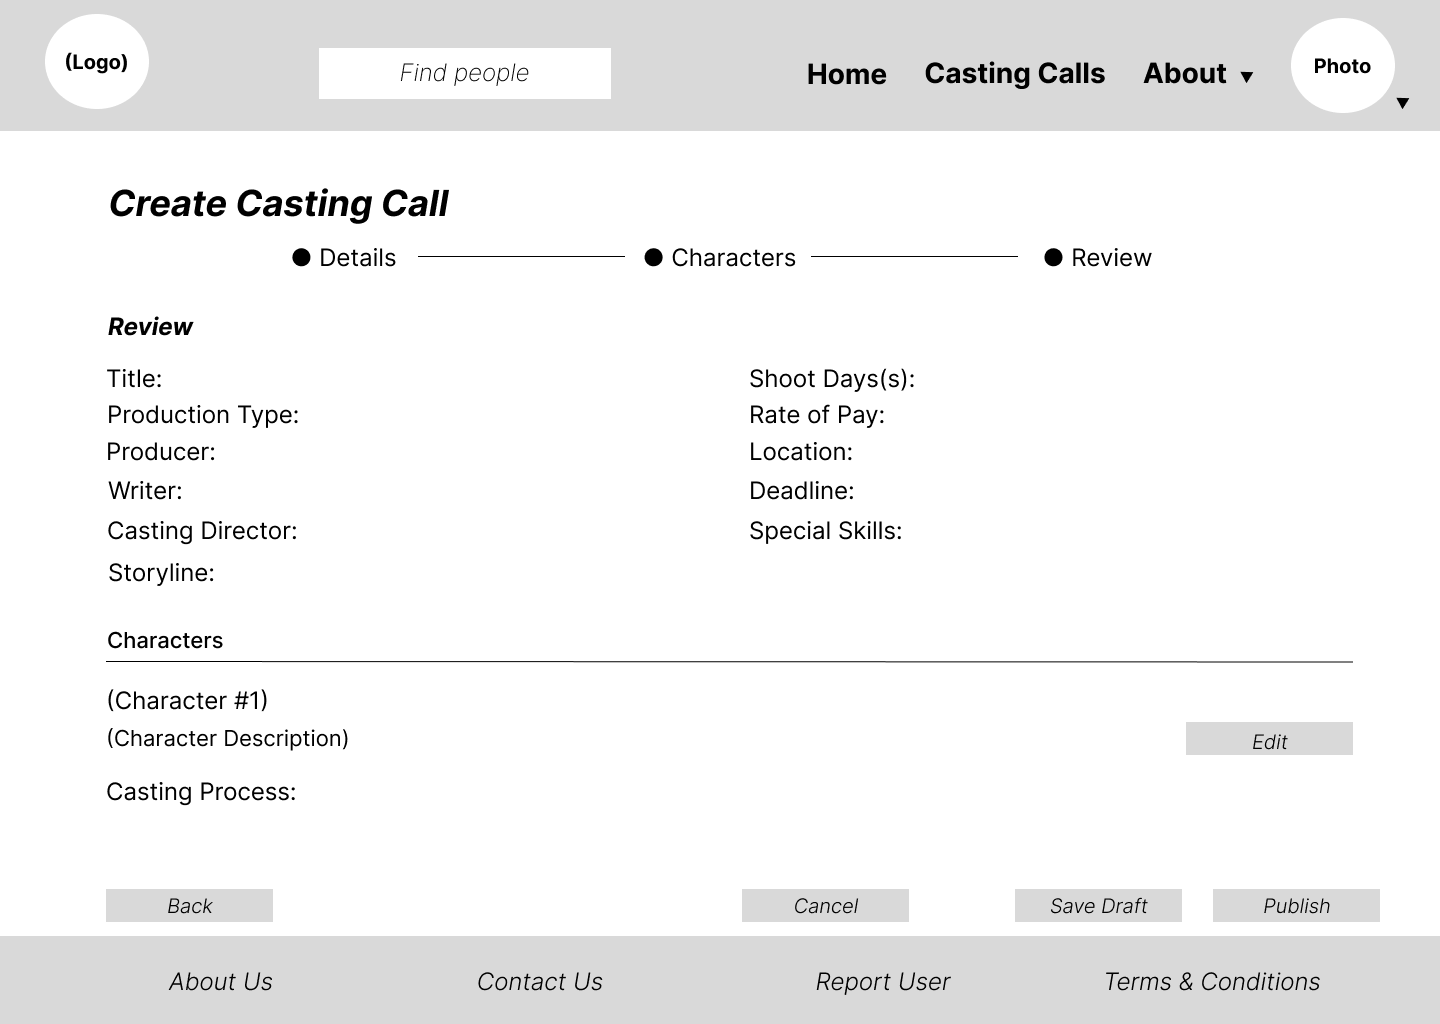 (Logo)
Find people
Home
Casting Calls
About
Photo
Create Casting Call
Details
Characters
Review
Review
Title:
Production Type:
Producer:
Writer:
Casting Director:
Storyline:
Shoot Days(s):
Rate of Pay:
Location:
Deadline:
Special Skills:
Characters
(Character #1)
(Character Description)
Edit
Casting Process:
Back
Cancel
Save Draft
Publish
About Us
Contact Us
Report User
Terms & Conditions